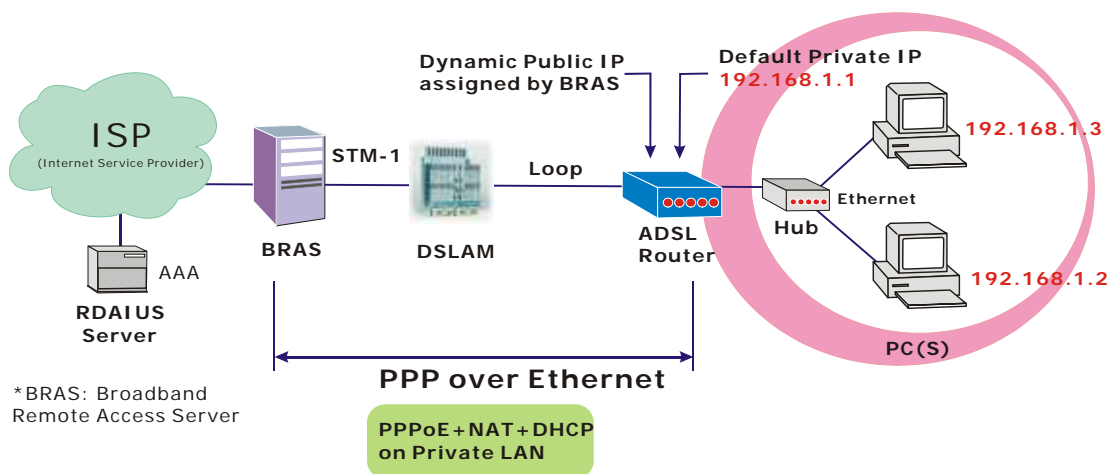 Dynamic Public IP
assigned by BRAS
Default Private IP
192.168.1.1
ISP
(Internet Service Provider)
STM-1
Loop
192.168.1.3
Ethernet
Hub
BRAS
DSLAM
ADSL
Router
AAA
RDAIUS
Server
192.168.1.2
PC(S)
PPP over Ethernet
*BRAS: Broadband
Remote Access Server
PPPoE+NAT+DHCP
on Private LAN